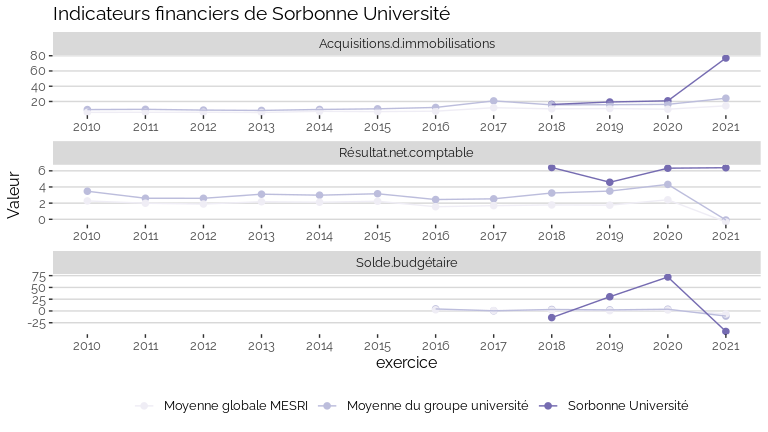 Indicateurs financiers de Sorbonne Université
Acquisitions.d.immobilisations
80
60
40
20
2010 2011 2012 2013 2014 2015 2016 2017 2018 2019 2020 2021
Résultat.net.comptable
6
4
2
0
2010 2011 2012 2013 2014 2015 2016 2017 2018 2019 2020 2021
Valeur
Solde.budgétaire
75
50
25
0
-25
2010 2011 2012 2013 2014 2015 2016 2017 2018 2019 2020 2021
exercice
Moyenne globale MESRI Moyenne du groupe université Sorbonne Université